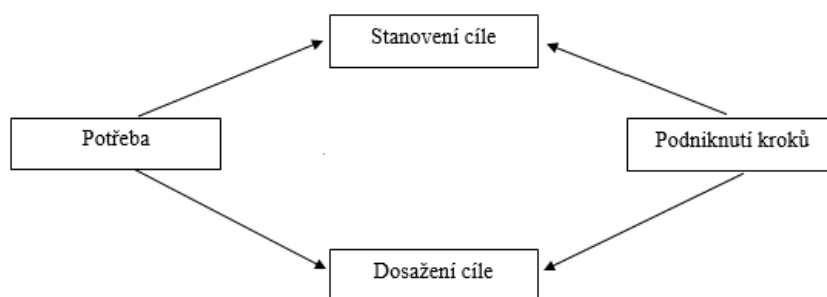 Stanovení cíle
Potřeba
Podniknutí kroků
Dosažení cíle